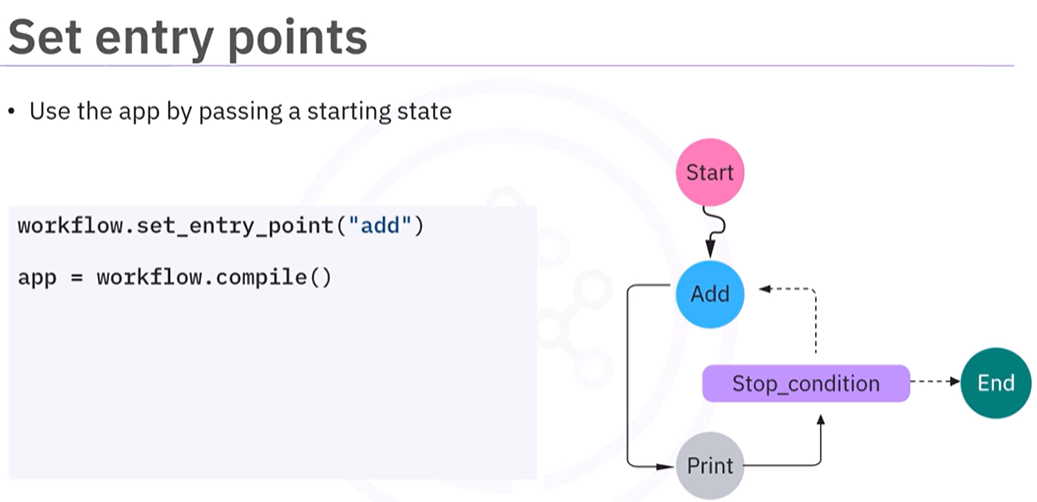 Set entry points
• Use the app by passing a starting state
workflow.set_entry_point("add")
app = workflow.compile()
Start
Add
Stop_condition
End
Print